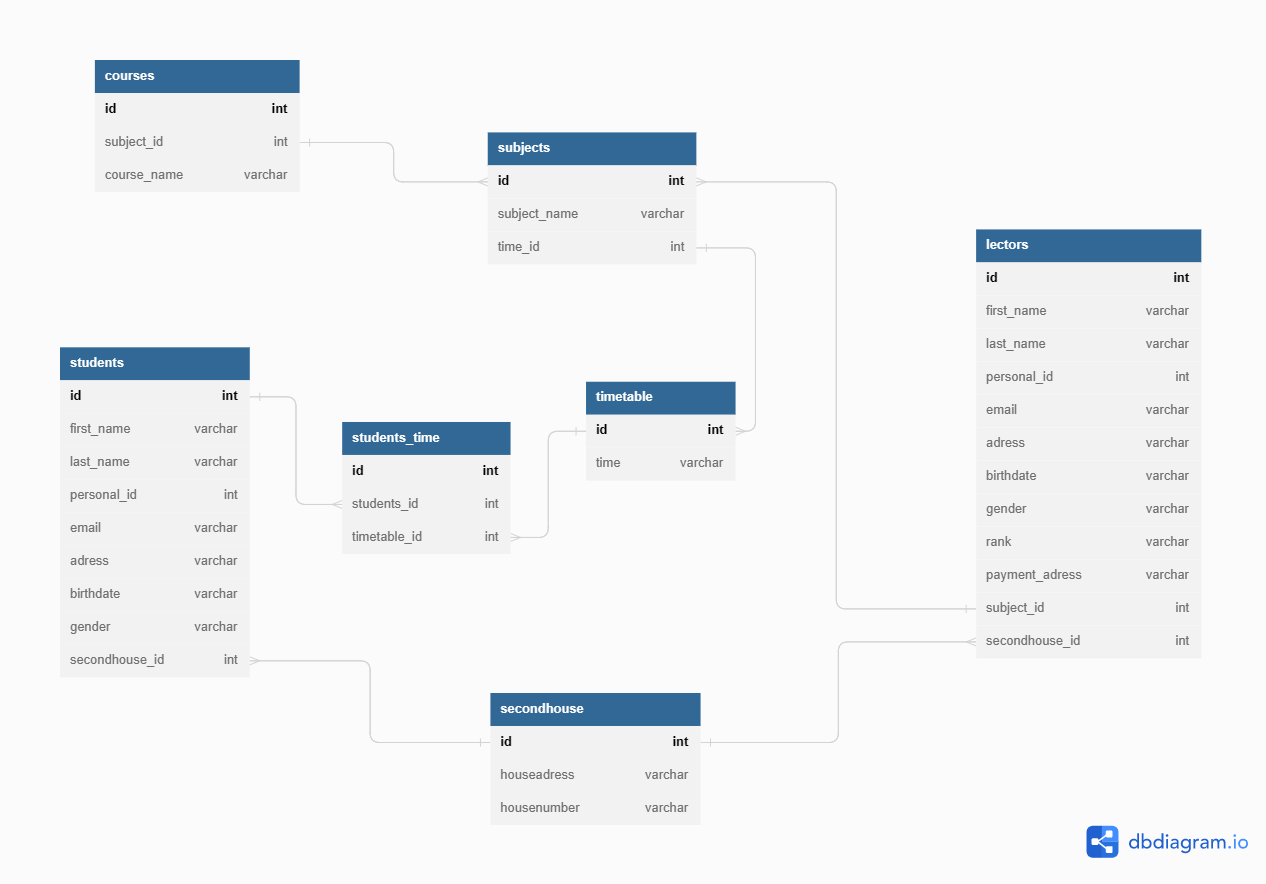 courses
id int
subject_id int
course_name varchar
subjects
id int
subject_name varchar
time_id int
lectors
id int
first_name varchar
last_name varchar
personal_id int
email varchar
adress varchar
birthdate varchar
gender varchar
rank varchar
payment_adress varchar
subject_id int
secondhouse_id int
students
id int
first_name varchar
last_name varchar
personal_id int
email varchar
adress varchar
birthdate varchar
gender varchar
secondhouse_id int
students_time
id int
students_id int
timetable_id int
timetable
id int
time varchar
secondhouse
id int
houseadress varchar
housenumber varchar
dbdiagram.io